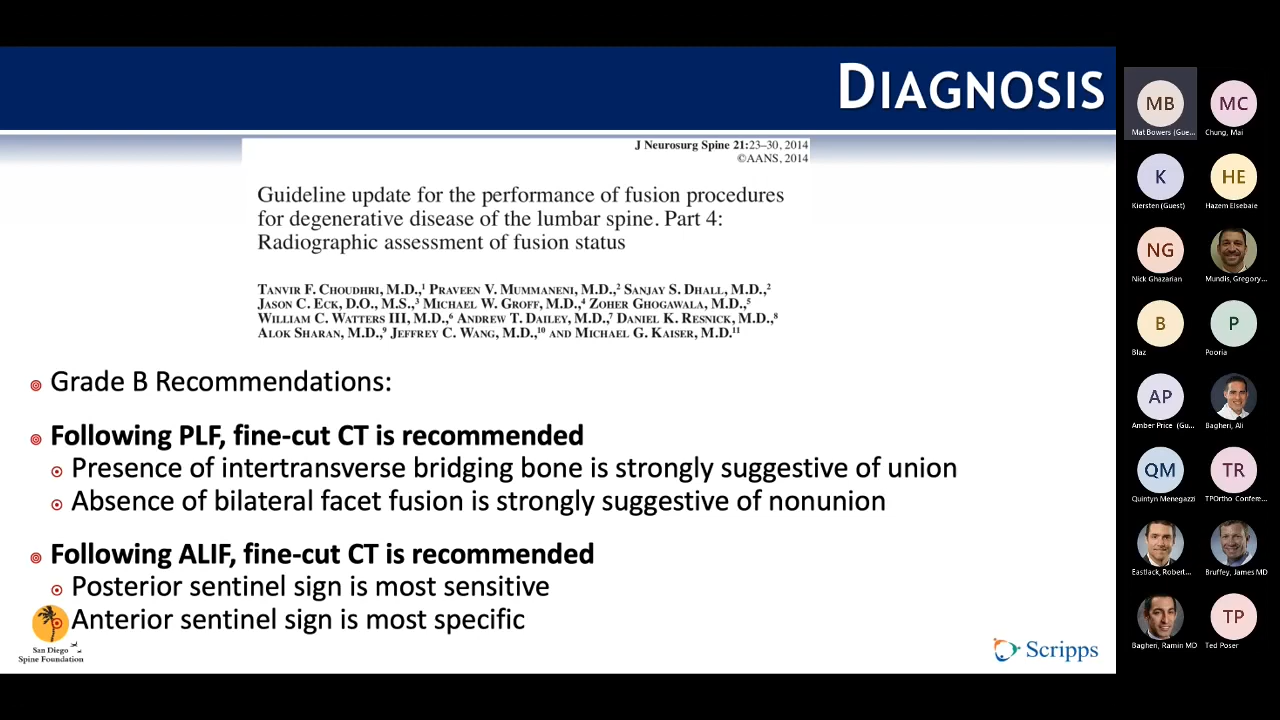 DIAGNOSIS
J Neurosurg Spine 21:23–30, 2014
©AANS, 2014
Guideline update for the performance of fusion procedures
for degenerative disease of the lumbar spine. Part 4:
Radiographic assessment of fusion status
TANVIR F. CHOUDHRI, M.D.,1 PRAVEEN V. MUMMANENI, M.D.,2 SANJAY S. DHALL, M.D.,2
JASON C. ECK, D.O., M.S.,3 MICHAEL W. GROFF, M.D.,4 ZOHER GHOGAWALA, M.D.,5
WILLIAM C. WATTERS III, M.D.,6 ANDREW T. DAILEY, M.D.,7 DANIEL K. RESNICK, M.D.,8
ALOK SHARAN, M.D.,9 JEFFREY C. WANG, M.D.,10 AND MICHAEL G. KAISER, M.D.11
Grade B Recommendations:
Following PLF, fine-cut CT is recommended
Presence of intertransverse bridging bone is strongly suggestive of union
Absence of bilateral facet fusion is strongly suggestive of nonunion
Following ALIF, fine-cut CT is recommended
Posterior sentinel sign is most sensitive
Anterior sentinel sign is most specific
San Diego
Spine Foundation
Scripps
MB
Mat Bowers (Gue...
MC
Chung, Mai
K
Kiersten (Guest)
HE
Hazem Elsebaie
NG
Nick Ghazarian
Mundis, Gregory...
B
Blaz
P
Pooria
AP
Amber Price (Gu...
Bagheri, Ali
QM
Quintyn Menegazzi
TR
TPOrtho Confere...
Eastlack, Robert...
Bruffey, James MD
Bagheri, Ramin MD
TP
Ted Poser